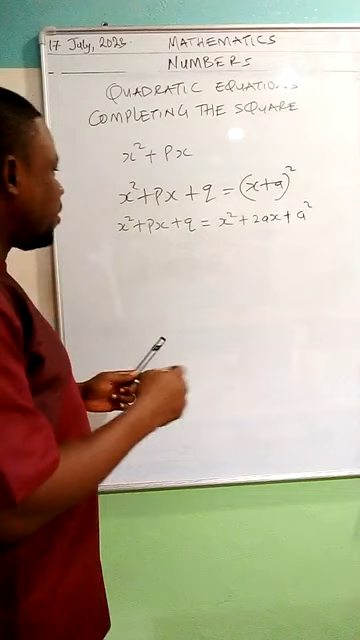 17 July, 2023. MATHEMATICS
NUMBERS
QUADRATIC EQUATIONS
COMPLETING THE SQUARE
x² + px
x² + px + q = (x+a)²
x² + px + q = x² + 2ax + a²